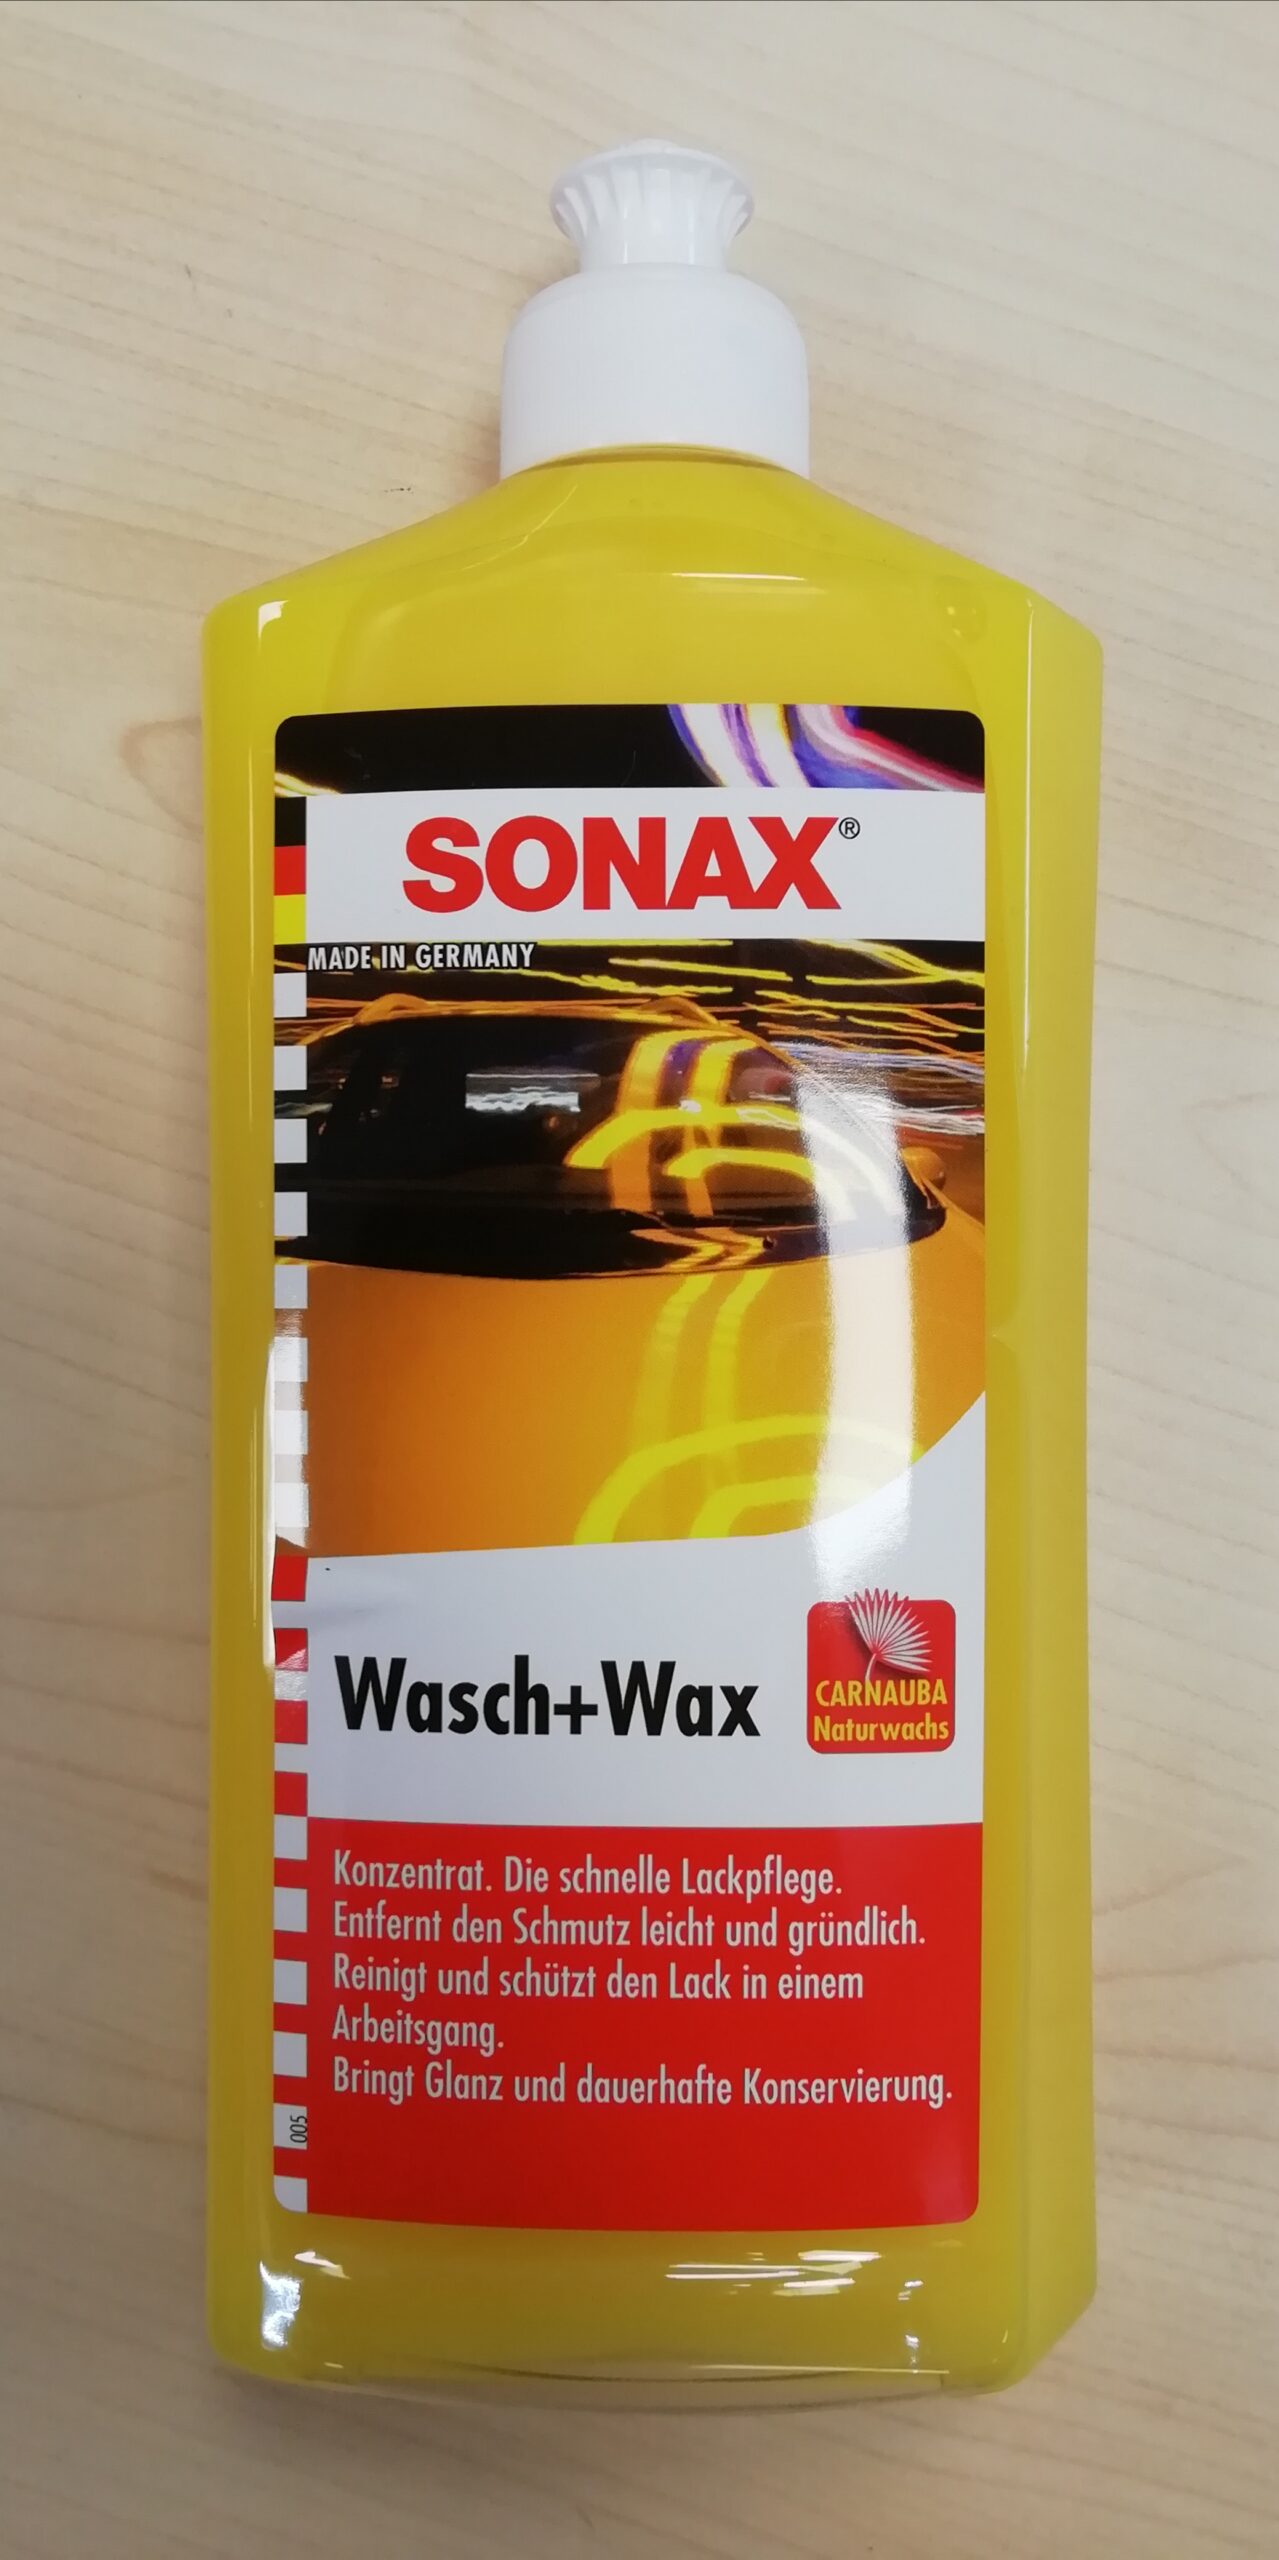 SONAX®
MADE IN GERMANY
Wasch+Wax
CARNAUBA
Naturwachs
Konzentrat. Die schnelle Lackpflege.
Entfernt den Schmutz leicht und gründlich.
Reinigt und schützt den Lack in einem
Arbeitsgang.
Bringt Glanz und dauerhafte Konservierung.
005